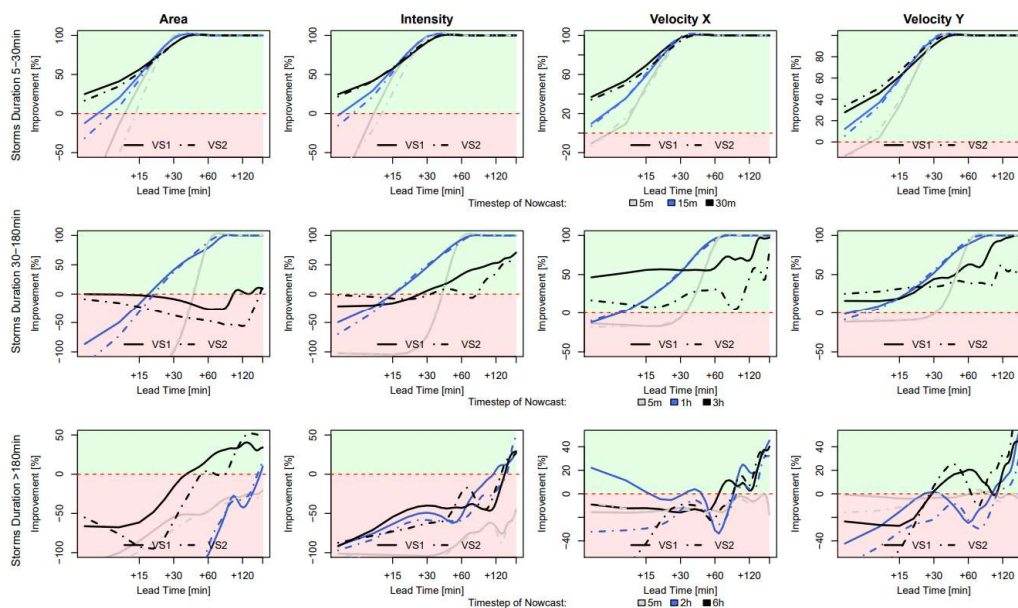 Area Intensity Velocity X Velocity Y
Storms Duration 5−30min
Improvement [%] Improvement [%] Improvement [%] Improvement [%]
100 100 100 80
50 50 60 60
40
0 0 20 20
−50 −50 −20 0
VS1 VS2 VS1 VS2 VS1 VS2 VS1 VS2
+15 +30 +60 +120 +15 +30 +60 +120 +15 +30 +60 +120 +15 +30 +60 +120
Lead Time [min] Lead Time [min] Lead Time [min] Lead Time [min]
Timestep of Nowcast: 5m 15m 30m
Storms Duration 30−180min
Improvement [%] Improvement [%] Improvement [%] Improvement [%]
100 100 100 100
50 50 50 50
0 0 0 0
−50 −50 −50 −50
−100 −100
VS1 VS2 VS1 VS2 VS1 VS2 VS1 VS2
+15 +30 +60 +120 +15 +30 +60 +120 +15 +30 +60 +120 +15 +30 +60 +120
Lead Time [min] Lead Time [min] Lead Time [min] Lead Time [min]
Timestep of Nowcast: 5m 1h 3h
Storms Duration >180min
Improvement [%] Improvement [%] Improvement [%] Improvement [%]
50 50 40 40
20 20
0 0 0 0
−50 −50
−100 −100 −40 −40
VS1 VS2 VS1 VS2 VS1 VS2 VS1 VS2
+15 +30 +60 +120 +15 +30 +60 +120 +15 +30 +60 +120 +15 +30 +60 +120
Lead Time [min] Lead Time [min] Lead Time [min] Lead Time [min]
Timestep of Nowcast: 5m 2h 6h